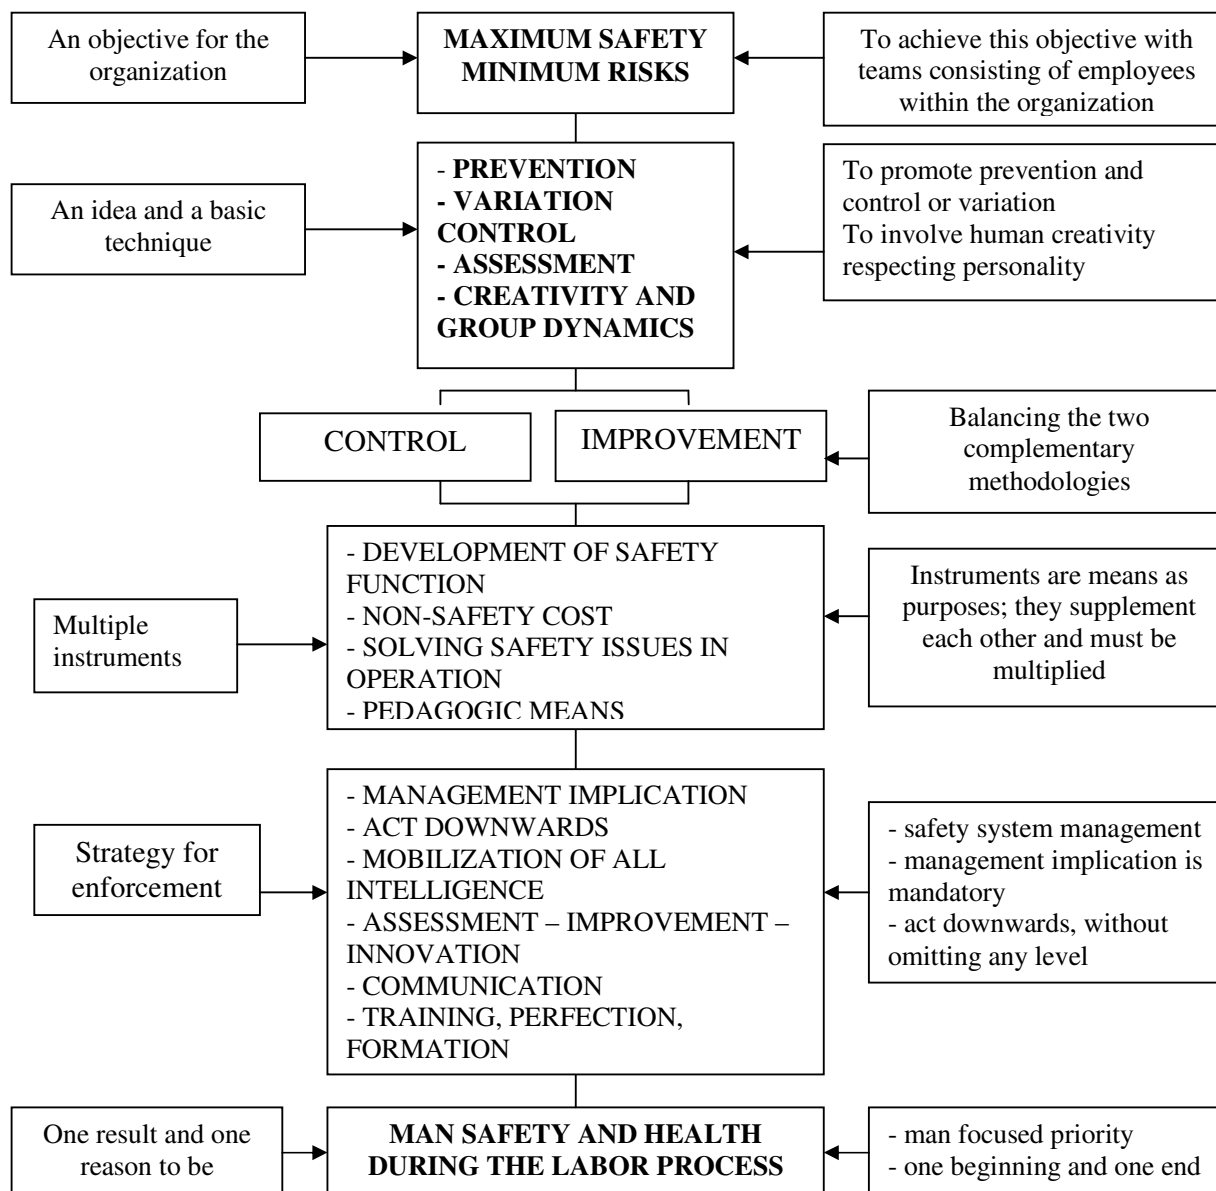 An objective for the
organization
MAXIMUM SAFETY
MINIMUM RISKS
To achieve this objective with
teams consisting of employees
within the organization
An idea and a basic
technique
- PREVENTION
- VARIATION
CONTROL
- ASSESSMENT
- CREATIVITY AND
GROUP DYNAMICS
To promote prevention and
control or variation
To involve human creativity
respecting personality
CONTROL
IMPROVEMENT
Balancing the two
complementary
methodologies
Multiple
instruments
- DEVELOPMENT OF SAFETY
FUNCTION
- NON-SAFETY COST
- SOLVING SAFETY ISSUES IN
OPERATION
- PEDAGOGIC MEANS
Instruments are means as
purposes; they supplement
each other and must be
multiplied
Strategy for
enforcement
- MANAGEMENT IMPLICATION
- ACT DOWNWARDS
- MOBILIZATION OF ALL
INTELLIGENCE
- ASSESSMENT – IMPROVEMENT –
INNOVATION
- COMMUNICATION
- TRAINING, PERFECTION,
FORMATION
- safety system management
- management implication is
mandatory
- act downwards, without
omitting any level
One result and one
reason to be
MAN SAFETY AND HEALTH
DURING THE LABOR PROCESS
- man focused priority
- one beginning and one end